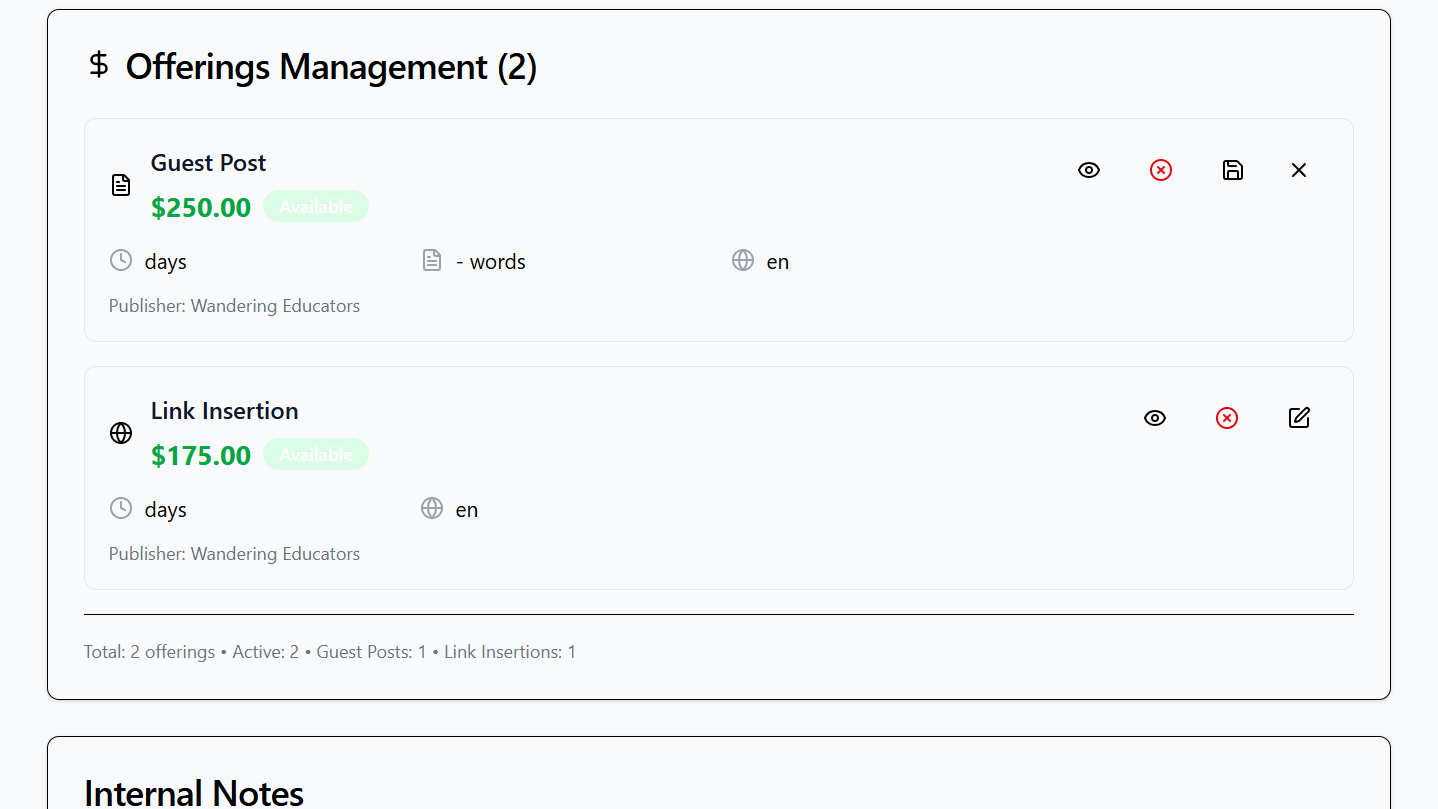 Offerings Management (2)
Guest Post
$250.00 Available
days - words en
Publisher: Wandering Educators
Link Insertion
$175.00 Available
days en
Publisher: Wandering Educators
Total: 2 offerings • Active: 2 • Guest Posts: 1 • Link Insertions: 1
Internal Notes